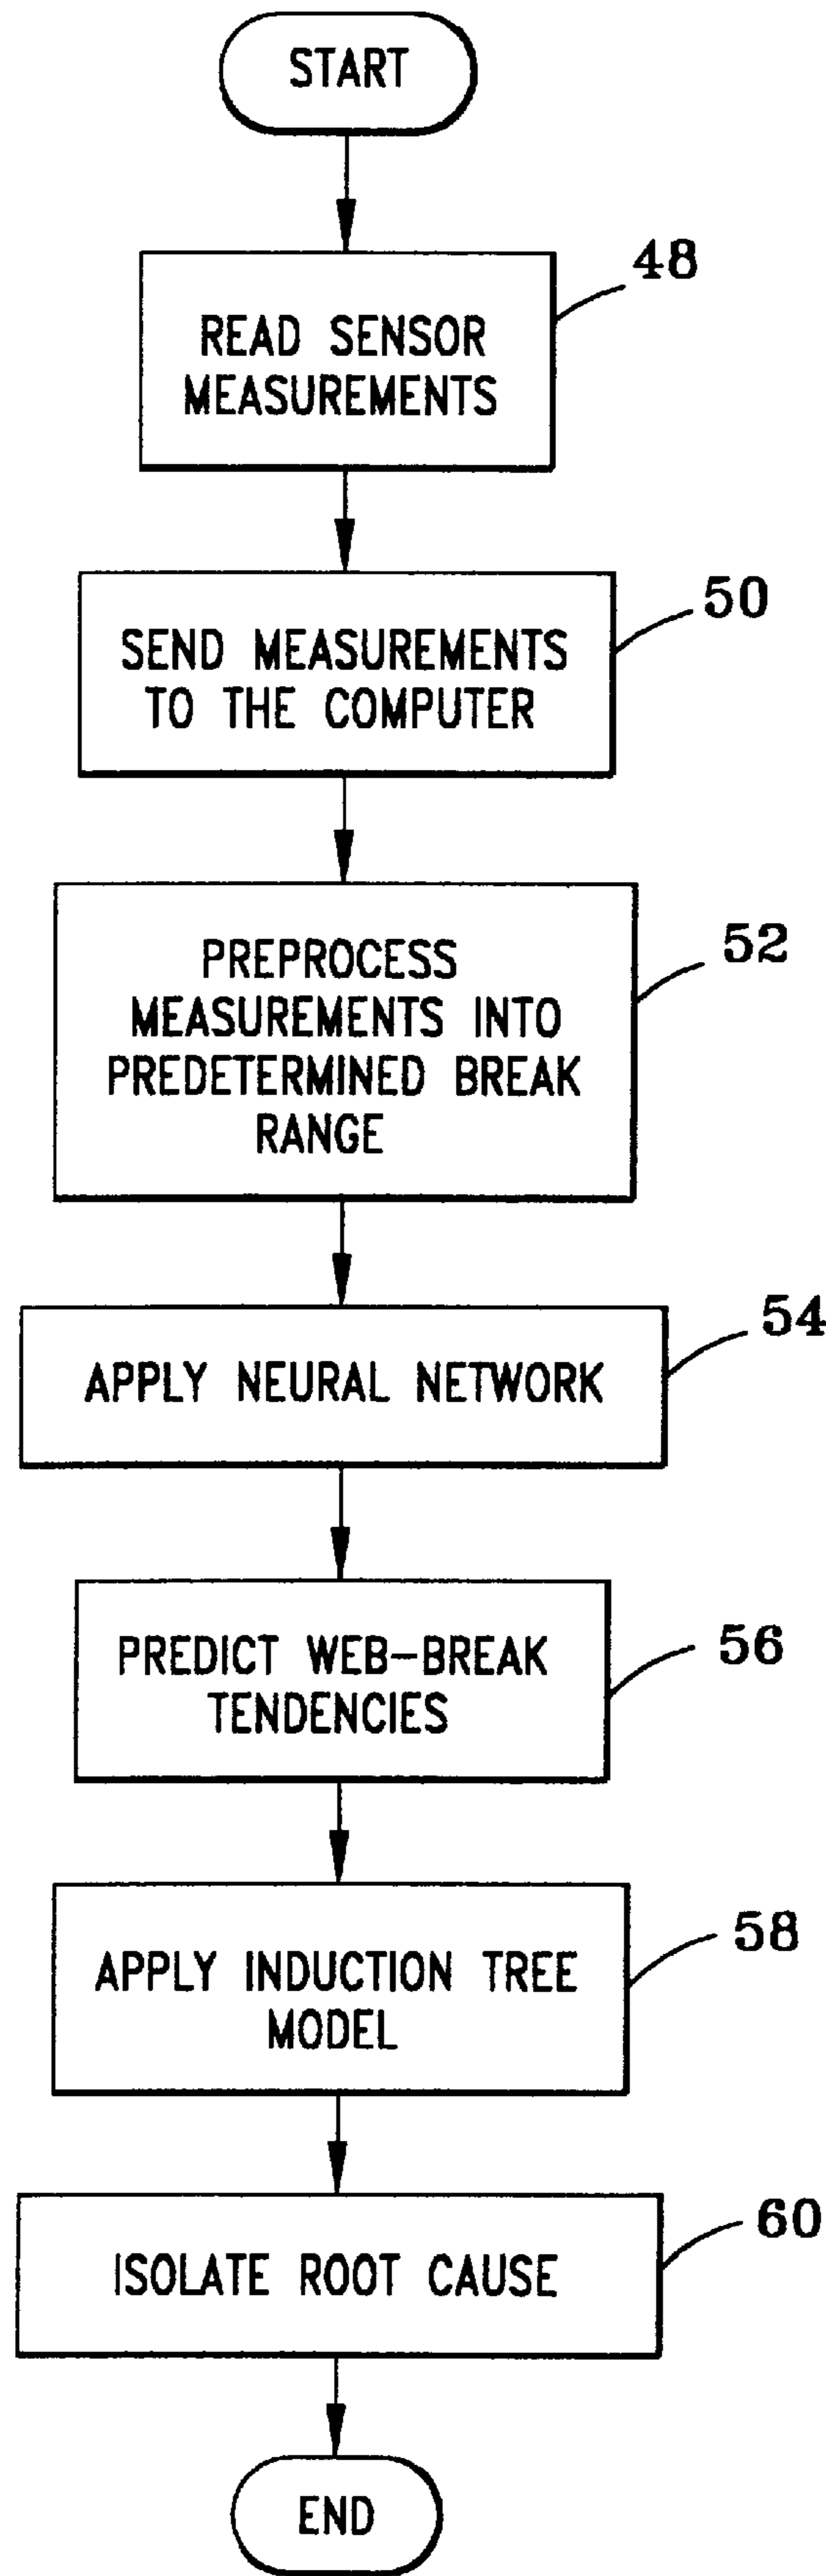 START
48
READ SENSOR
MEASUREMENTS
50
SEND MEASUREMENTS
TO THE COMPUTER
52
PREPROCESS
MEASUREMENTS INTO
PREDETERMINED BREAK
RANGE
54
APPLY NEURAL NETWORK
56
PREDICT WEB-BREAK
TENDENCIES
58
APPLY INDUCTION TREE
MODEL
60
ISOLATE ROOT CAUSE
END